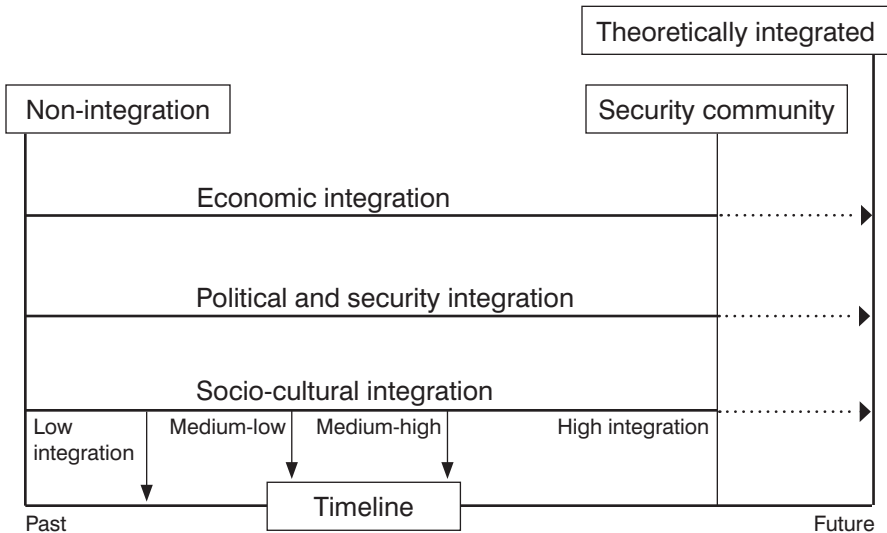 Theoretically integrated
Non-integration
Security community
Economic integration
Political and security integration
Socio-cultural integration
Low
integration
Medium-low
Medium-high
High integration
Timeline
Past
Future